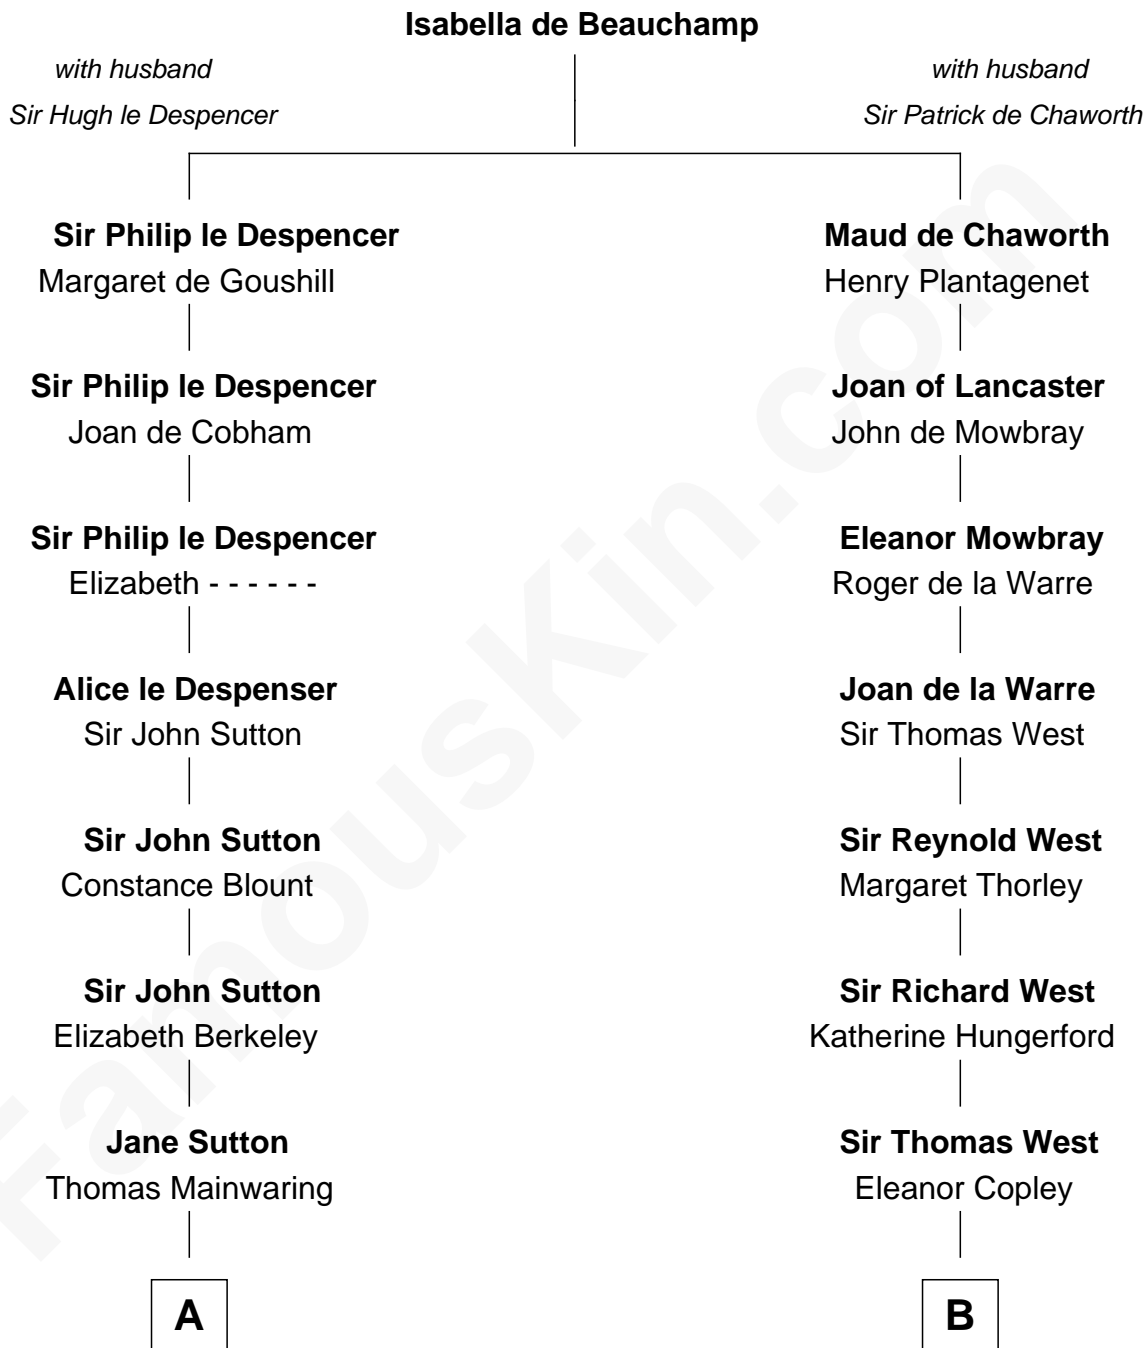 Isabella de Beauchamp
with husband
Sir Hugh le Despencer
with husband
Sir Patrick de Chaworth
Sir Philip le Despencer
Margaret de Goushill
Maud de Chaworth
Henry Plantagenet
Sir Philip le Despencer
Joan de Cobham
Joan of Lancaster
John de Mowbray
Sir Philip le Despencer
Elizabeth - - - - - -
Eleanor Mowbray
Roger de la Warre
Alice le Despenser
Sir John Sutton
Joan de la Warre
Sir Thomas West
Sir John Sutton
Constance Blount
Sir Reynold West
Margaret Thorley
Sir John Sutton
Elizabeth Berkeley
Sir Richard West
Katherine Hungerford
Jane Sutton
Thomas Mainwaring
Sir Thomas West
Eleanor Copley
A
B
FamousKin.com